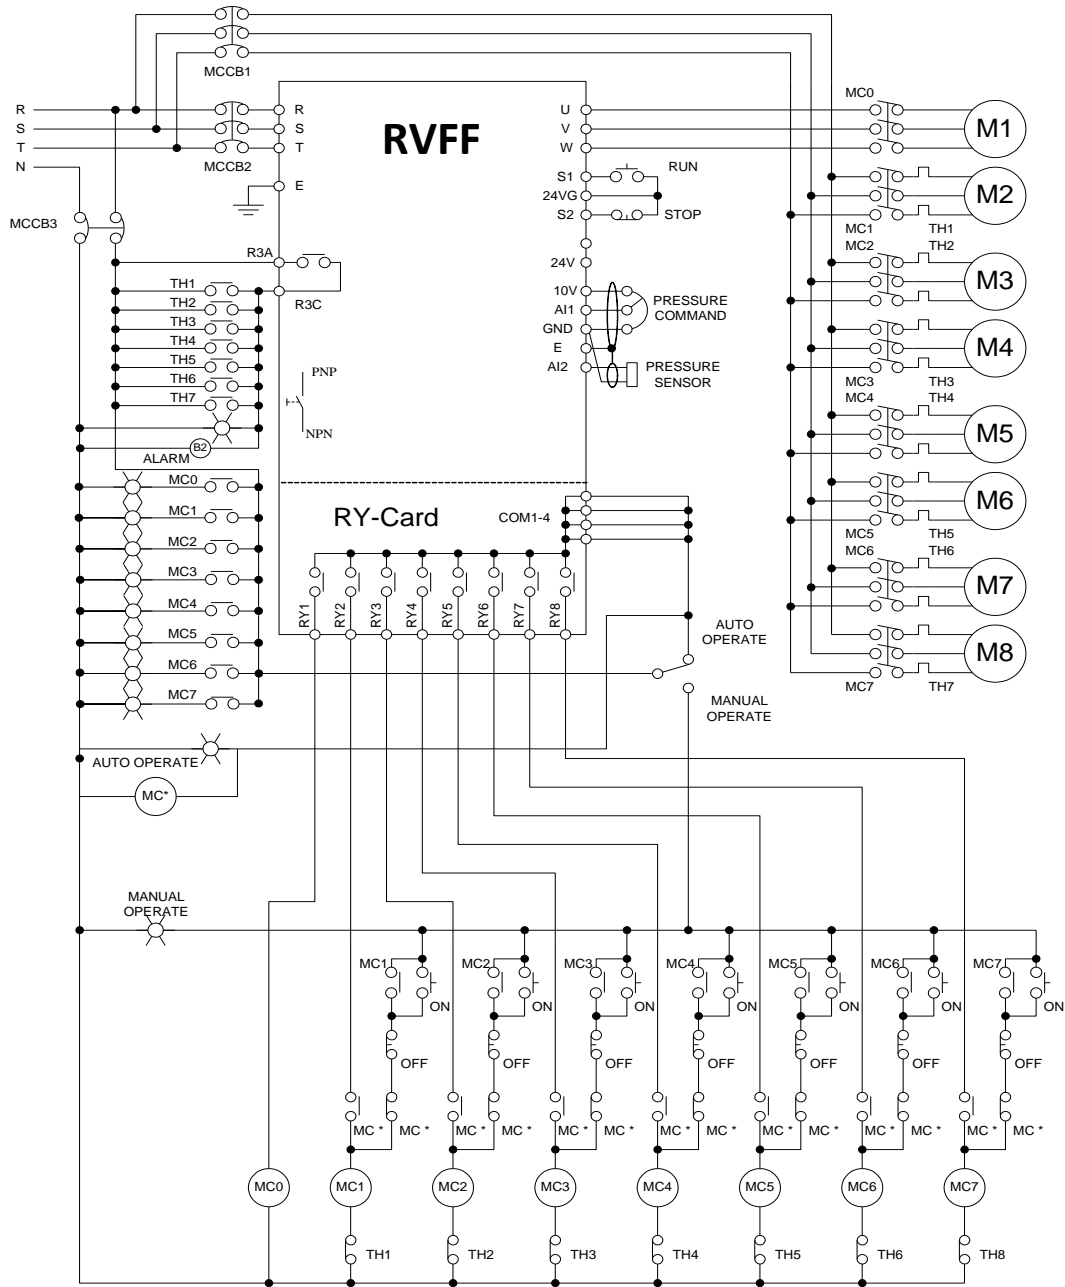 MCCB1
R
S
T
N
MCCB2
R
S
T
E
RVFF
U
V
W
S1
24VG
S2
RUN
STOP
24V
10V
AI1
GND
E
AI2
PRESSURE
COMMAND
PRESSURE
SENSOR
MCCB3
R3A
R3C
TH1
TH2
TH3
TH4
TH5
TH6
TH7
PNP
NPN
B2
ALARM
MC0
MC1
MC2
MC3
MC4
MC5
MC6
MC7
MC0
M1
M2
MC1
TH1
MC2
TH2
M3
M4
MC3
TH3
MC4
TH4
M5
M6
MC5
TH5
MC6
TH6
M7
M8
MC7
TH7
RY-Card
COM1-4
RY1
RY2
RY3
RY4
RY5
RY6
RY7
RY8
AUTO
OPERATE
MANUAL
OPERATE
AUTO OPERATE
MC*
MANUAL
OPERATE
MC1
MC2
MC3
MC4
MC5
MC6
MC7
ON
ON
ON
ON
ON
ON
ON
OFF
OFF
OFF
OFF
OFF
OFF
OFF
MC *
MC *
MC *
MC *
MC *
MC *
MC *
MC *
MC *
MC *
MC *
MC *
MC *
MC *
MC0
MC1
MC2
MC3
MC4
MC5
MC6
MC7
TH1
TH2
TH3
TH4
TH5
TH6
TH8